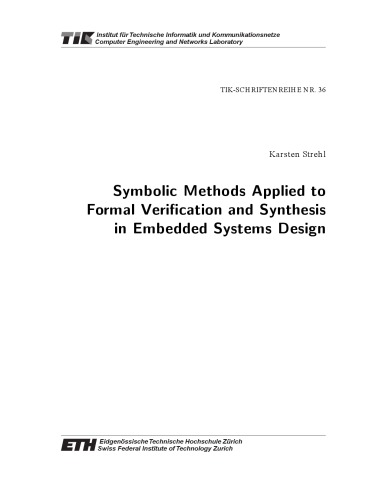 TIK Institut für Technische Informatik und Kommunikationsnetze
Computer Engineering and Networks Laboratory
TIK-SCHRIFTENREIHE NR. 36
Karsten Strehl
Symbolic Methods Applied to
Formal Verification and Synthesis
in Embedded Systems Design
ETH Eidgenössische Technische Hochschule Zürich
Swiss Federal Institute of Technology Zurich